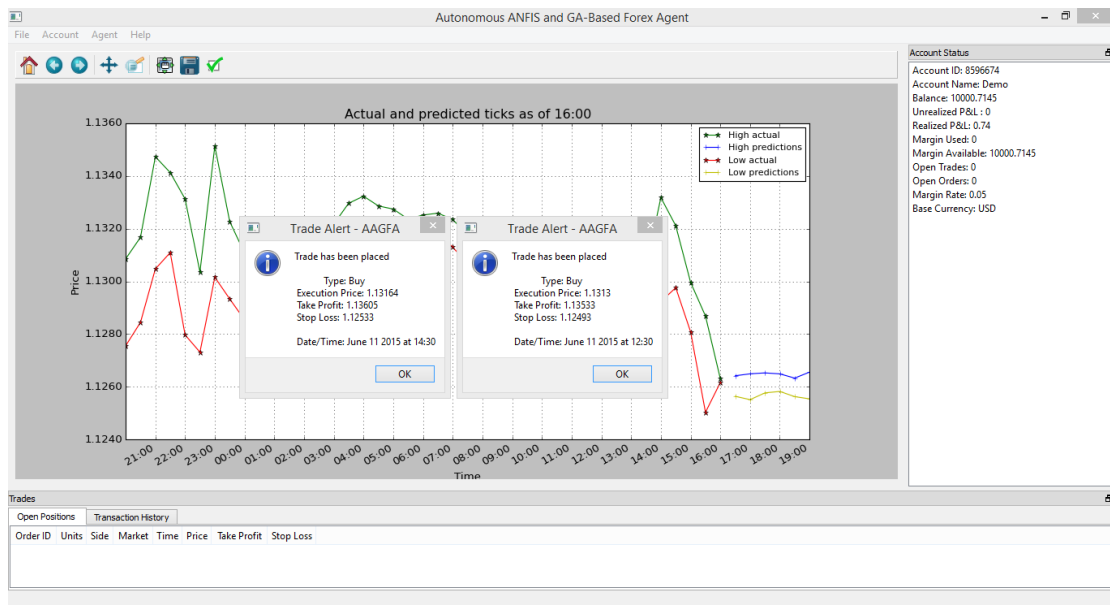 Autonomous ANFIS and GA-Based Forex Agent
File Account Agent Help
Actual and predicted ticks as of 16:00
High actual
High predictions
Low actual
Low predictions
1.1360
1.1340
1.1320
1.1300
1.1280
1.1260
1.1240
Price
21:00 22:00 23:00 00:00 01:00 02:00 03:00 04:00 05:00 06:00 07:00 08:00 09:00 10:00 11:00 12:00 13:00 14:00 15:00 16:00 17:00 18:00 19:00
Time
Trade Alert - AAGFA
Trade has been placed
Type: Buy
Execution Price: 1.13164
Take Profit: 1.13605
Stop Loss: 1.12533
Date/Time: June 11 2015 at 14:30
OK
Trade Alert - AAGFA
Trade has been placed
Type: Buy
Execution Price: 1.1313
Take Profit: 1.13533
Stop Loss: 1.12493
Date/Time: June 11 2015 at 12:30
OK
Account Status
Account ID: 8596674
Account Name: Demo
Balance: 10000.7145
Unrealized P&L : 0
Realized P&L: 0.74
Margin Used: 0
Margin Available: 10000.7145
Open Trades: 0
Open Orders: 0
Margin Rate: 0.05
Base Currency: USD
Trades
Open Positions Transaction History
Order ID Units Side Market Time Price Take Profit Stop Loss